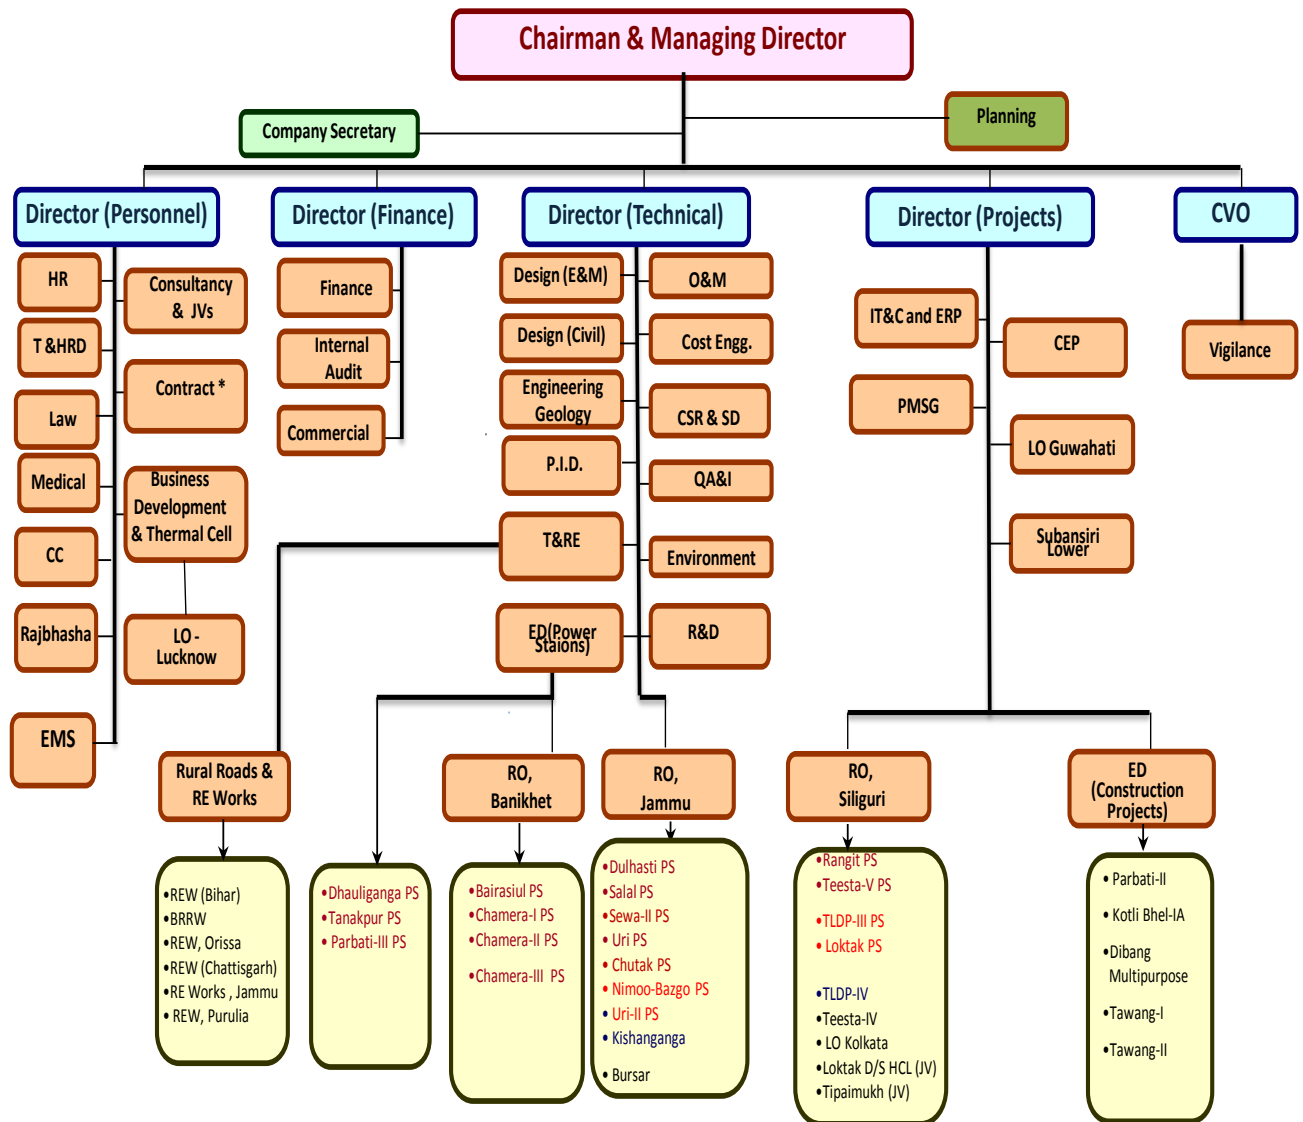 Chairman & Managing Director
Company Secretary
Planning
Director (Personnel)
Director (Finance)
Director (Technical)
Director (Projects)
CVO
HR
Consultancy
& JVs
T &HRD
Contract *
Law
Medical
Business
Development
& Thermal Cell
CC
Rajbhasha
LO -
Lucknow
EMS
Finance
Internal
Audit
Commercial
Design (E&M)
O&M
Design (Civil)
Cost Engg.
Engineering
Geology
CSR & SD
P.I.D.
QA&I
T&RE
Environment
ED(Power
Staions)
R&D
IT&C and ERP
CEP
PMSG
LO Guwahati
Subansiri
Lower
Vigilance
Rural Roads &
RE Works
RO,
Banikhet
RO,
Jammu
RO,
Siliguri
ED
(Construction
Projects)
•REW (Bihar)
•BRRW
•REW, Orissa
•REW (Chattisgarh)
•RE Works , Jammu
• REW, Purulia
•Dhauliganga PS
•Tanakpur PS
• Parbati-III PS
•Bairasiul PS
•Chamera-I PS
•Chamera-II PS
•Chamera-III PS
•Dulhasti PS
•Salal PS
•Sewa-II PS
•Uri PS
•Chutak PS
•Nimoo-Bazgo PS
•Uri-II PS
•Kishanganga
•Bursar
•Rangit PS
•Teesta-V PS
•TLDP-III PS
• Loktak PS
•TLDP-IV
•Teesta-IV
• LO Kolkata
•Loktak D/S HCL (JV)
•Tipaimukh (JV)
• Parbati-II
• Kotli Bhel-IA
•Dibang
Multipurpose
•Tawang-I
•Tawang-II